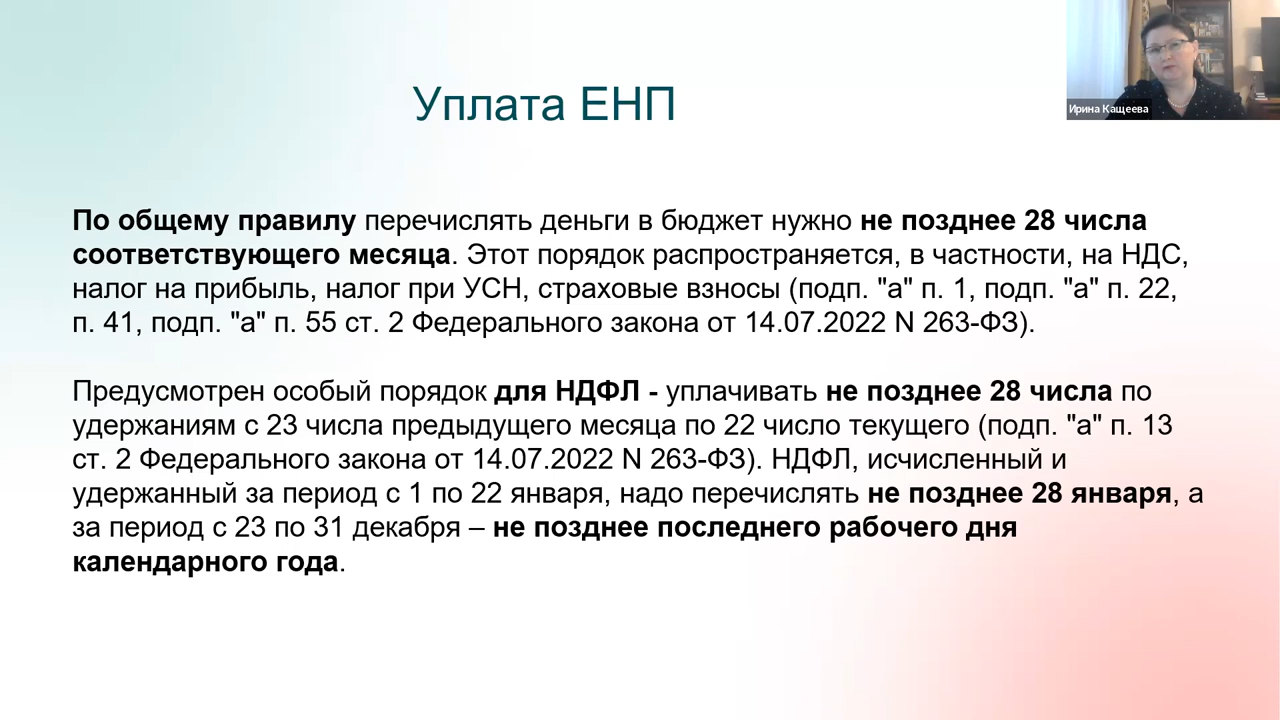 Уплата ЕНП
Ирина Кащеева
По общему правилу перечислять деньги в бюджет нужно не позднее 28 числа
соответствующего месяца. Этот порядок распространяется, в частности, на НДС,
налог на прибыль, налог при УСН, страховые взносы (подп. "а" п. 1, подп. "а" п. 22,
п. 41, подп. "а" п. 55 ст. 2 Федерального закона от 14.07.2022 N 263-ФЗ).
Предусмотрен особый порядок для НДФЛ - уплачивать не позднее 28 числа по
удержаниям с 23 числа предыдущего месяца по 22 число текущего (подп. "а" п. 13
ст. 2 Федерального закона от 14.07.2022 N 263-ФЗ). НДФЛ, исчисленный и
удержанный за период с 1 по 22 января, надо перечислять не позднее 28 января, а
за период с 23 по 31 декабря – не позднее последнего рабочего дня
календарного года.